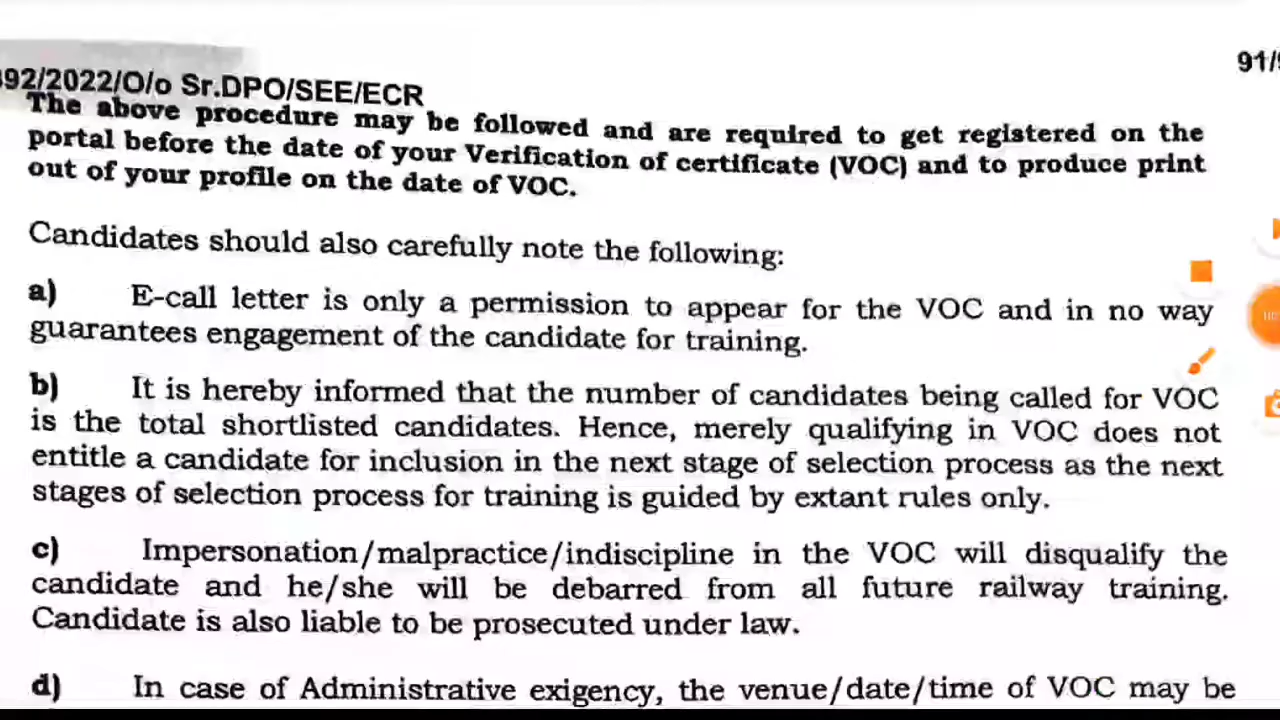 92/2022/O/o Sr.DPO/SEE/ECR
91/
The above procedure may be followed and are required to get registered on the
portal before the date of your Verification of certificate (VOC) and to produce print
out of your profile on the date of VOC.
Candidates should also carefully note the following:
a) E-call letter is only a permission to appear for the VOC and in no way
guarantees engagement of the candidate for training.
b) It is hereby informed that the number of candidates being called for VOC
is the total shortlisted candidates. Hence, merely qualifying in VOC does not
entitle a candidate for inclusion in the next stage of selection process as the next
stages of selection process for training is guided by extant rules only.
c) Impersonation/malpractice/indiscipline in the VOC will disqualify the
candidate and he/she will be debarred from all future railway training.
Candidate is also liable to be prosecuted under law.
d) In case of Administrative exigency, the venue/date/time of VOC may be